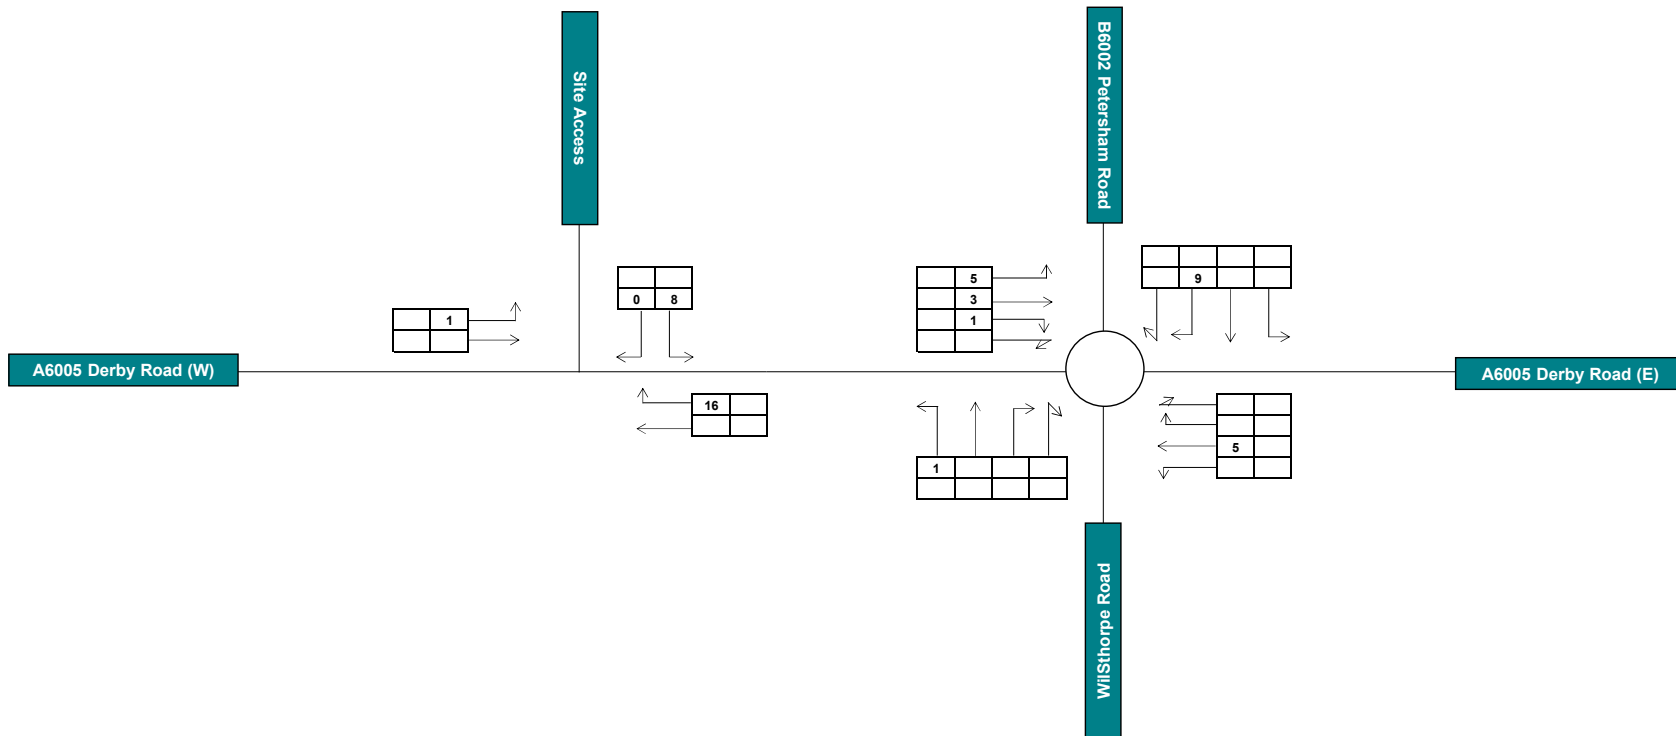 Site Access
B6002 Petersham Road
5
9
3
0 8
1
1
A6005 Derby Road (W)
A6005 Derby Road (E)
16
5
1
WilSthorpe Road